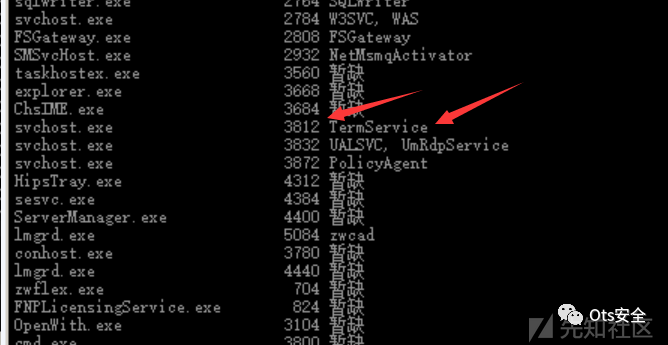 sqlwriter.exe 2764 SQLWriter
svchost.exe 2784 W3SVC, WAS
FSGateway.exe 2808 FSGateway
SMSvcHost.exe 2932 NetMsmqActivator
taskhostex.exe 3560 暂缺
explorer.exe 3668 暂缺
ChsIME.exe 3684 暂缺
svchost.exe 3812 TermService
svchost.exe 3832 UALSVC, UmRdpService
svchost.exe 3872 PolicyAgent
HipsTray.exe 4312 暂缺
sesvc.exe 4384 暂缺
ServerManager.exe 4400 暂缺
lmgrd.exe 5084 zwcad
conhost.exe 3780 暂缺
lmgrd.exe 4440 暂缺
zwflex.exe 704 暂缺
FNPLicensingService.exe 824 暂缺
OpenWith.exe 3104 暂缺
cmd.exe 3800 暂缺
Ots安全
先知社区